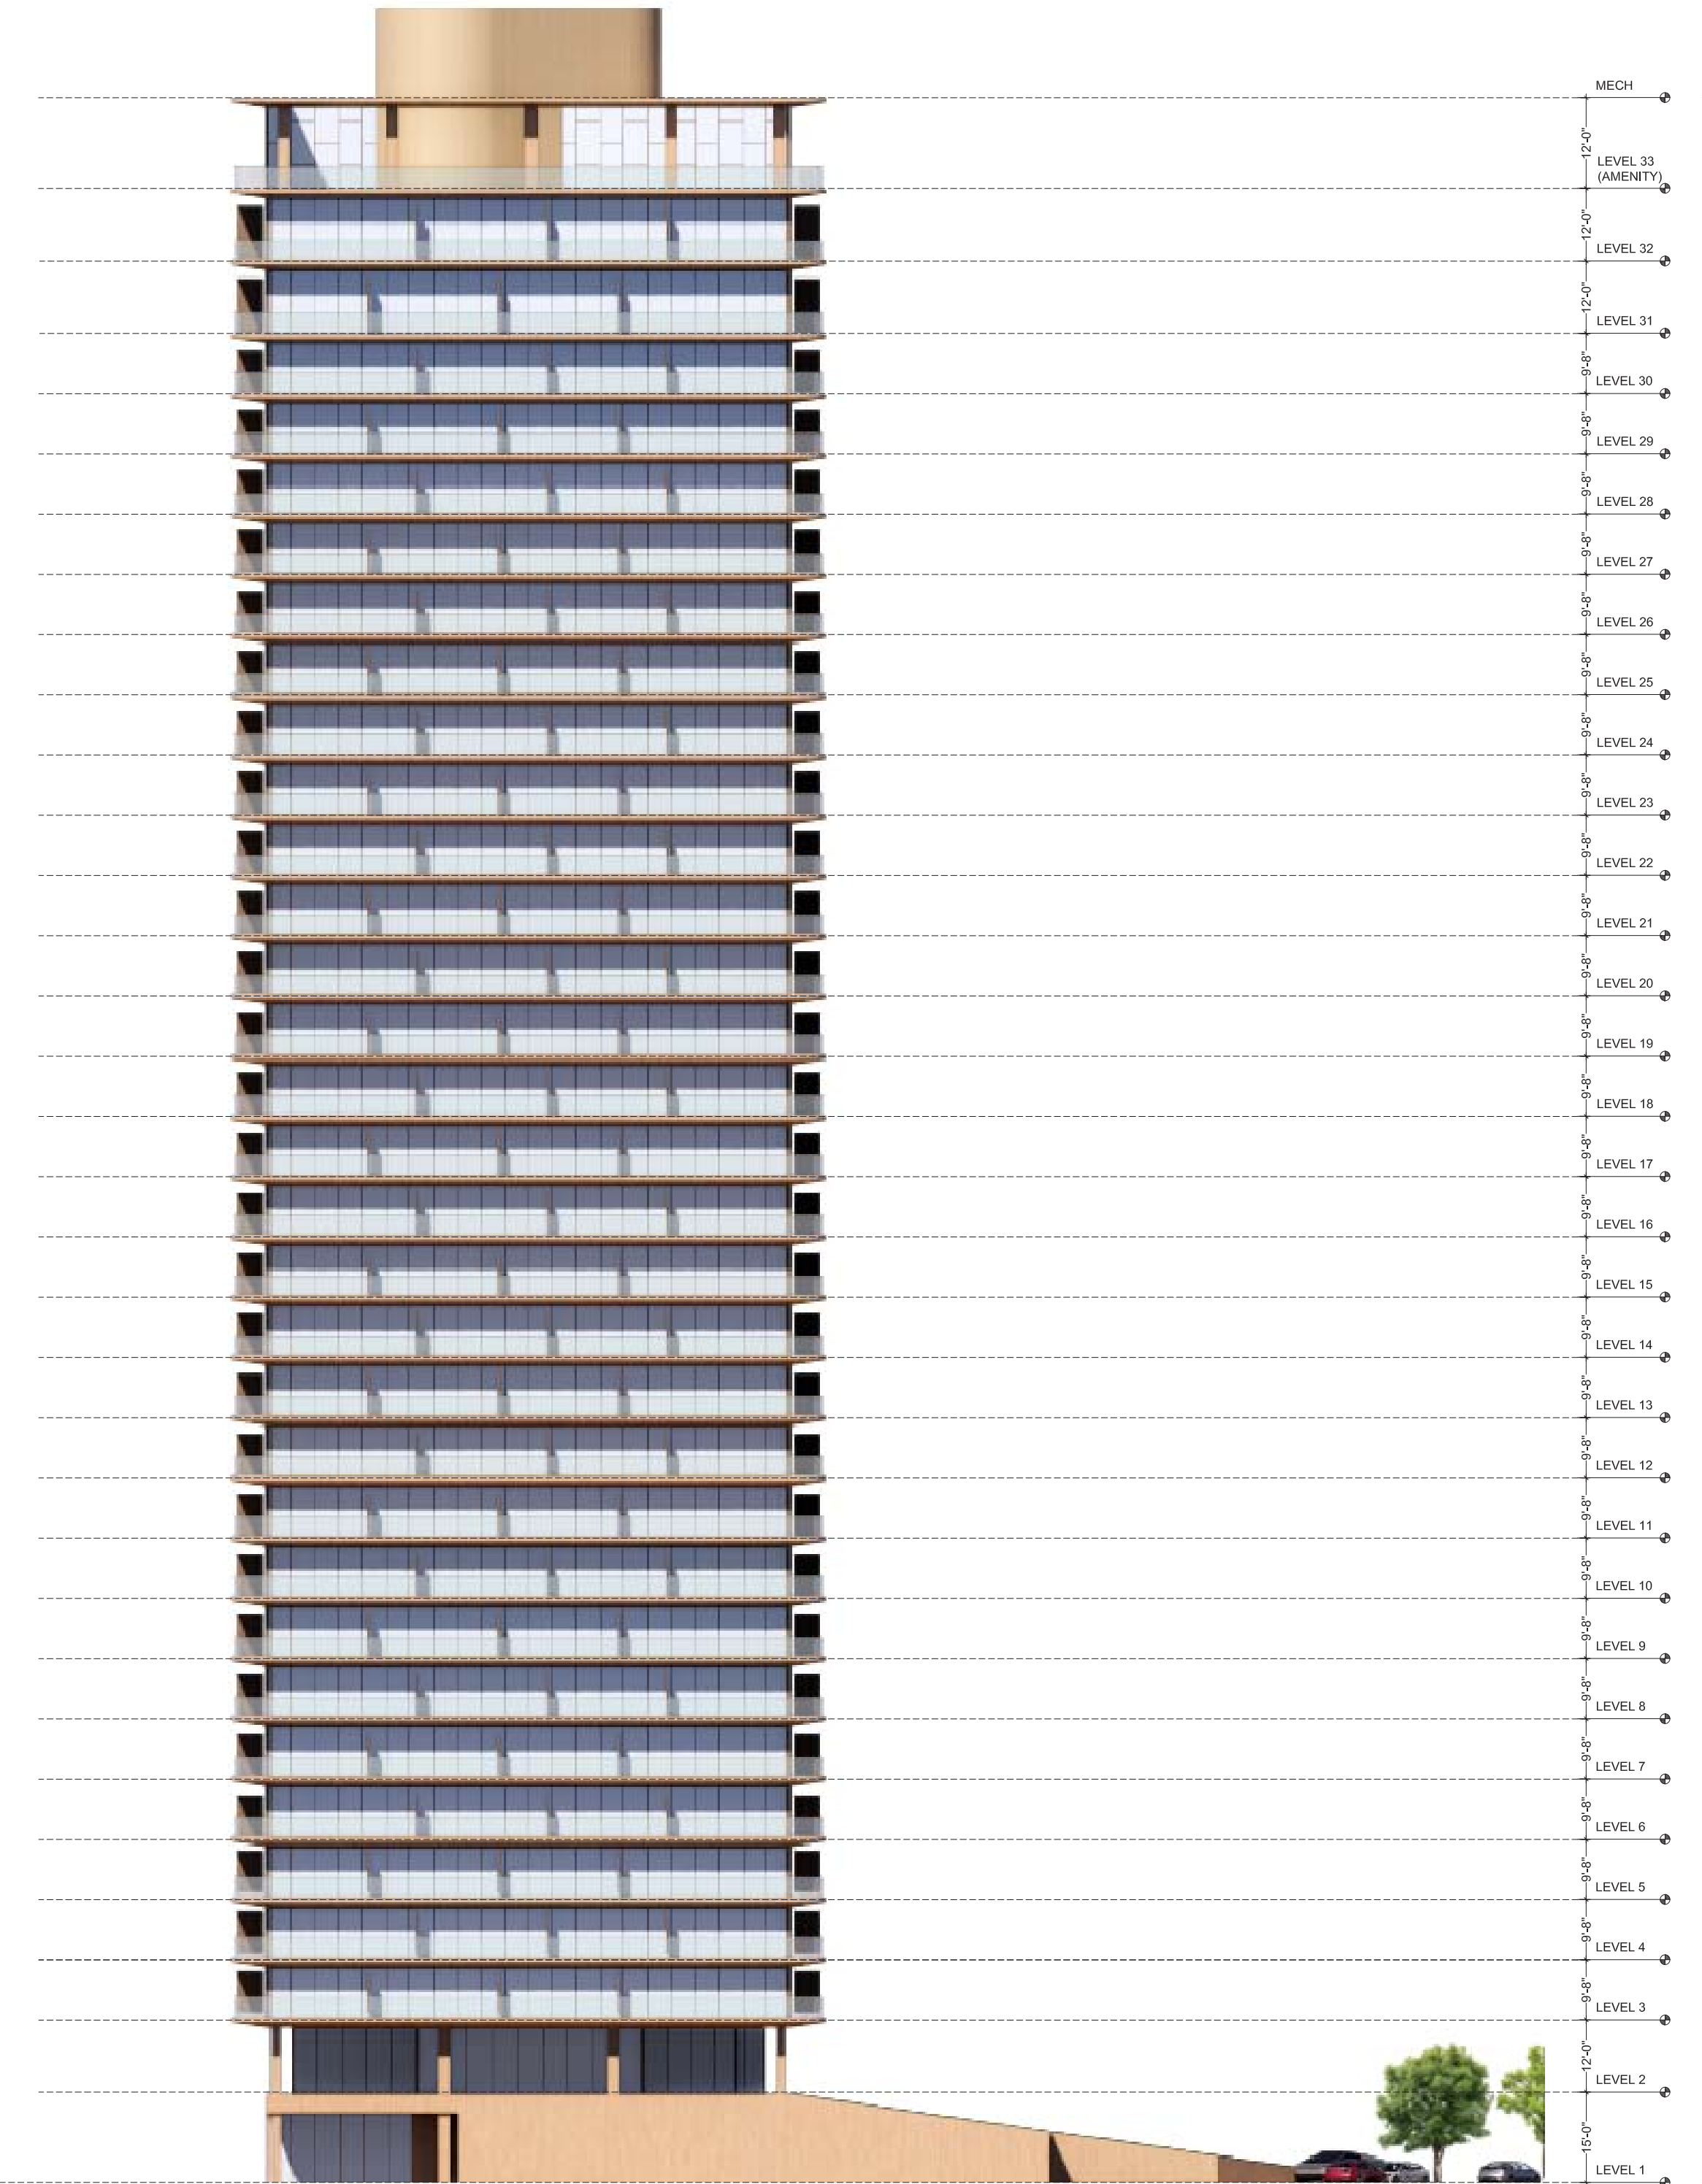 MECH
12'-0"
LEVEL 33
(AMENITY)
12'-0"
LEVEL 32
12'-0"
LEVEL 31
9'-8"
LEVEL 30
9'-8"
LEVEL 29
9'-8"
LEVEL 28
9'-8"
LEVEL 27
9'-8"
LEVEL 26
9'-8"
LEVEL 25
9'-8"
LEVEL 24
9'-8"
LEVEL 23
9'-8"
LEVEL 22
9'-8"
LEVEL 21
9'-8"
LEVEL 20
9'-8"
LEVEL 19
9'-8"
LEVEL 18
9'-8"
LEVEL 17
9'-8"
LEVEL 16
9'-8"
LEVEL 15
9'-8"
LEVEL 14
9'-8"
LEVEL 13
9'-8"
LEVEL 12
9'-8"
LEVEL 11
9'-8"
LEVEL 10
9'-8"
LEVEL 9
9'-8"
LEVEL 8
9'-8"
LEVEL 7
9'-8"
LEVEL 6
9'-8"
LEVEL 5
9'-8"
LEVEL 4
9'-8"
LEVEL 3
12'-0"
LEVEL 2
15'-0"
LEVEL 1